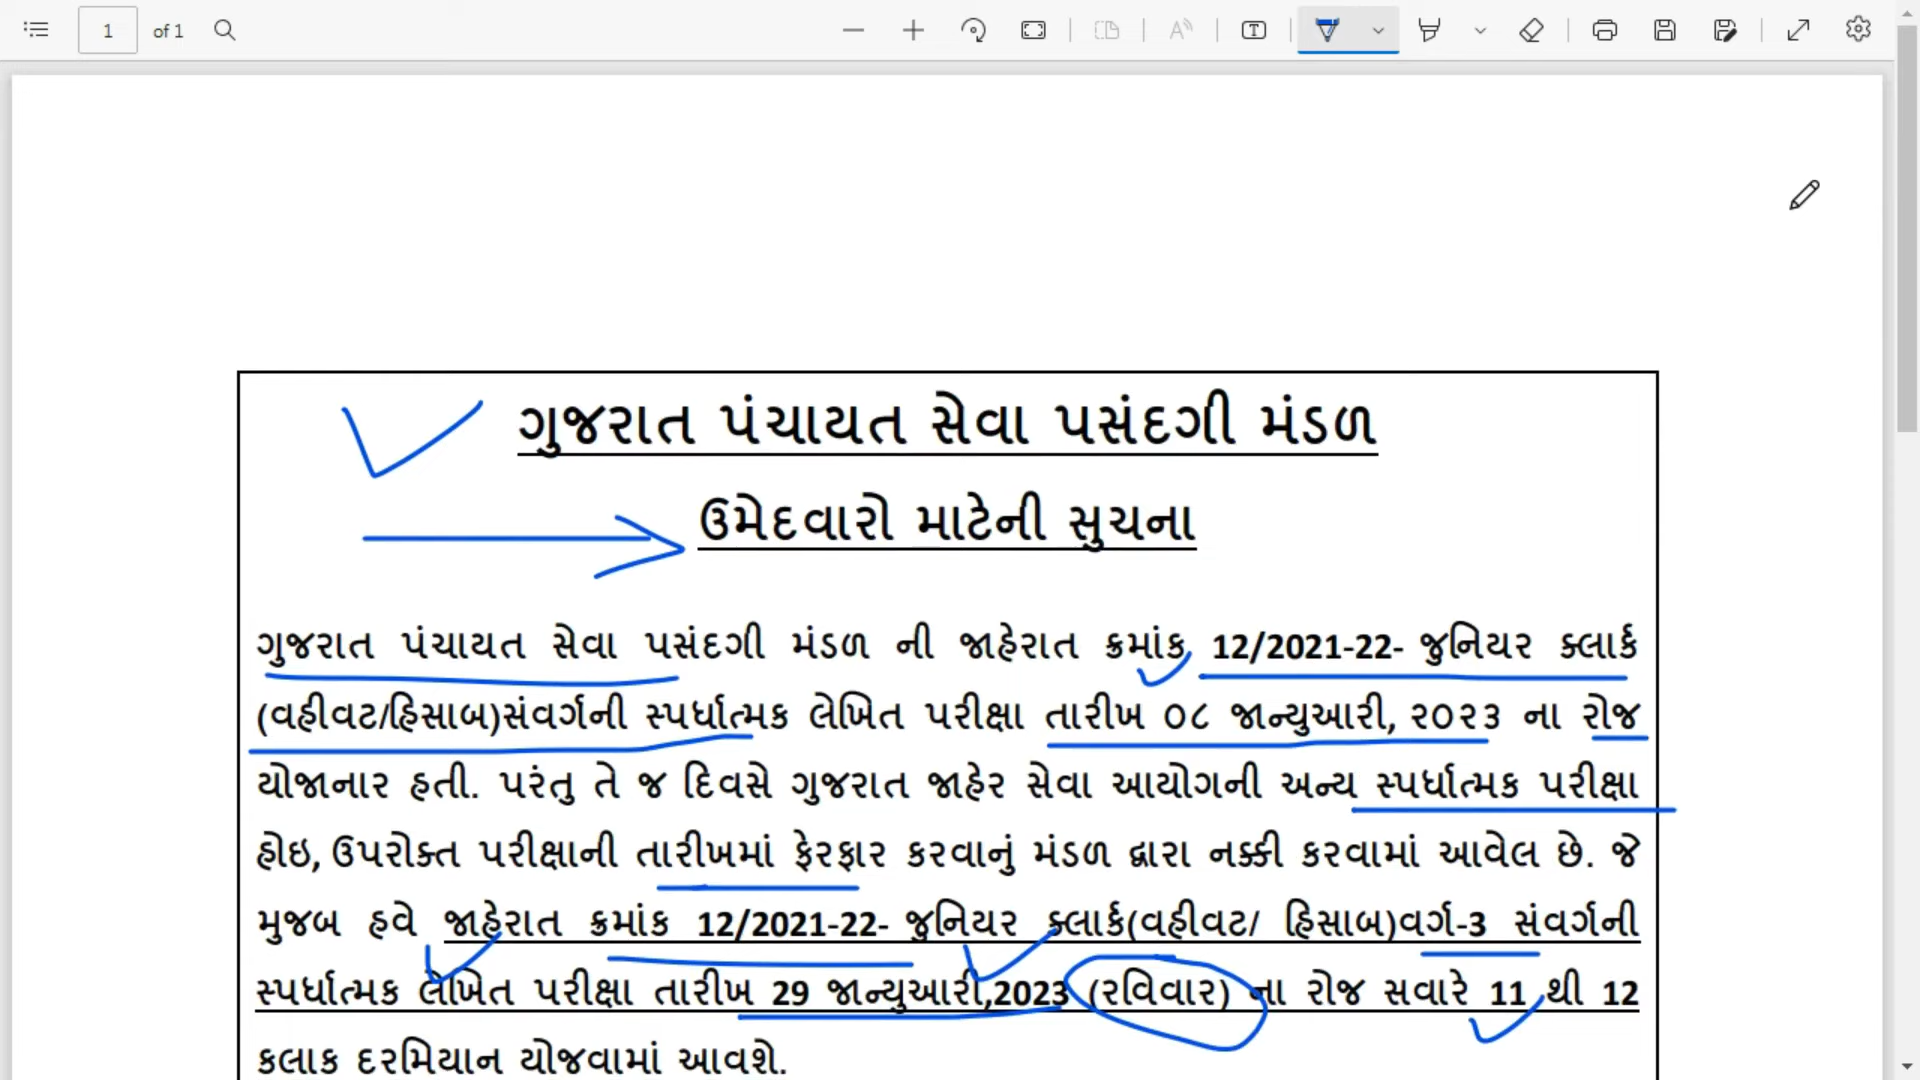 1 of 1
ગુજરાત પંચાયત સેવા પસંદગી મંડળ
ઉમેદવારો માટેની સુચના
ગુજરાત પંચાયત સેવા પસંદગી મંડળ ની જાહેરાત ક્રમાંક 12/2021-22- જુનિયર ક્લાર્ક
(વહીવટ/હિસાબ)સંવર્ગની સ્પર્ધાત્મક લેખિત પરીક્ષા તારીખ ૦૮ જાન્યુઆરી, ૨૦૨૩ ના રોજ
યોજાનાર હતી. પરંતુ તે જ દિવસે ગુજરાત જાહેર સેવા આયોગની અન્ય સ્પર્ધાત્મક પરીક્ષા
હોઇ, ઉપરોક્ત પરીક્ષાની તારીખમાં ફેરફાર કરવાનું મંડળ દ્વારા નક્કી કરવામાં આવેલ છે. જે
મુજબ હવે જાહેરાત ક્રમાંક 12/2021-22- જુનિયર ક્લાર્ક(વહીવટ/ હિસાબ)વર્ગ-3 સંવર્ગની
સ્પર્ધાત્મક લેખિત પરીક્ષા તારીખ 29 જાન્યુઆરી,2023 (રવિવાર) ના રોજ સવારે 11 થી 12
કલાક દરમિયાન યોજવામાં આવશે.